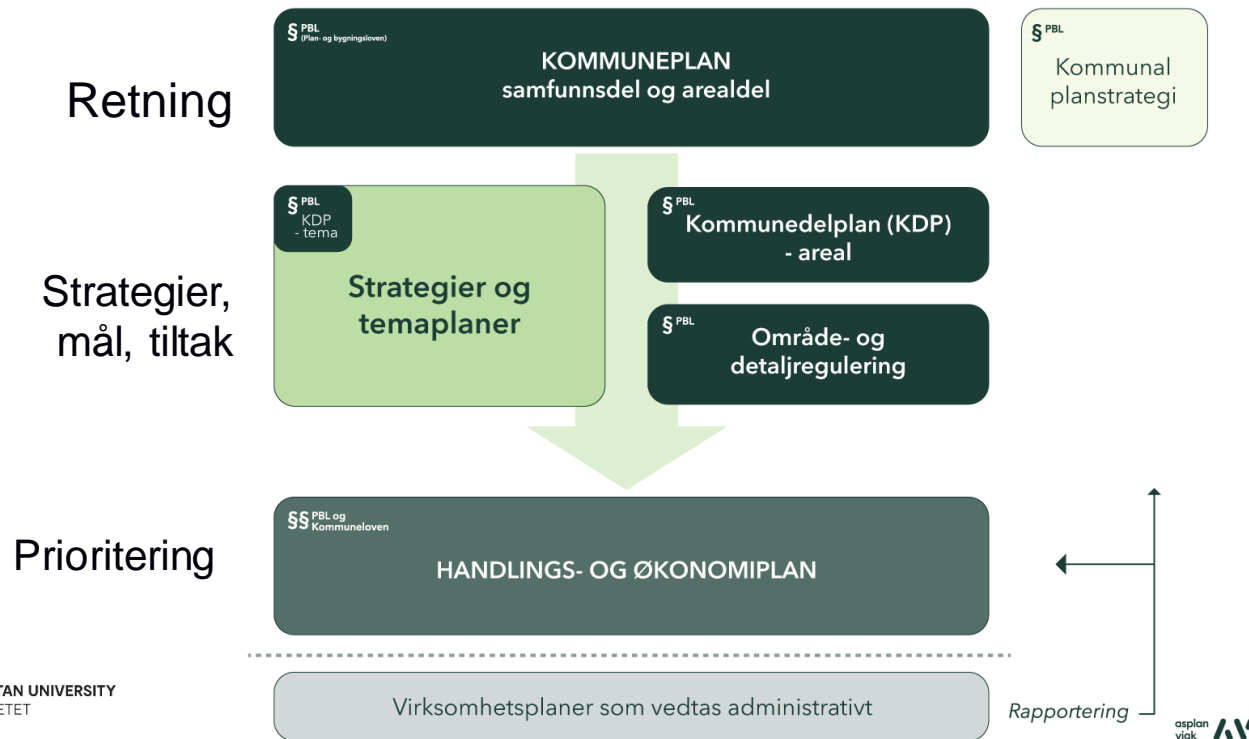 Retning
§ PBL
(Plan- og bygningsloven)
KOMMUNEPLAN
samfunnsdel og arealdel
§ PBL
Kommunal
planstrategi
Strategier,
mål, tiltak
§ PBL
KDP
- tema
Strategier og
temaplaner
§ PBL
Kommunedelplan (KDP)
- areal
§ PBL
Område- og
detaljregulering
Prioritering
§§ PBL og
Kommuneloven
HANDLINGS- OG ØKONOMIPLAN
Virksomhetsplaner som vedtas administrativt
Rapportering
TAN UNIVERSITY
ETET
asplan
viak